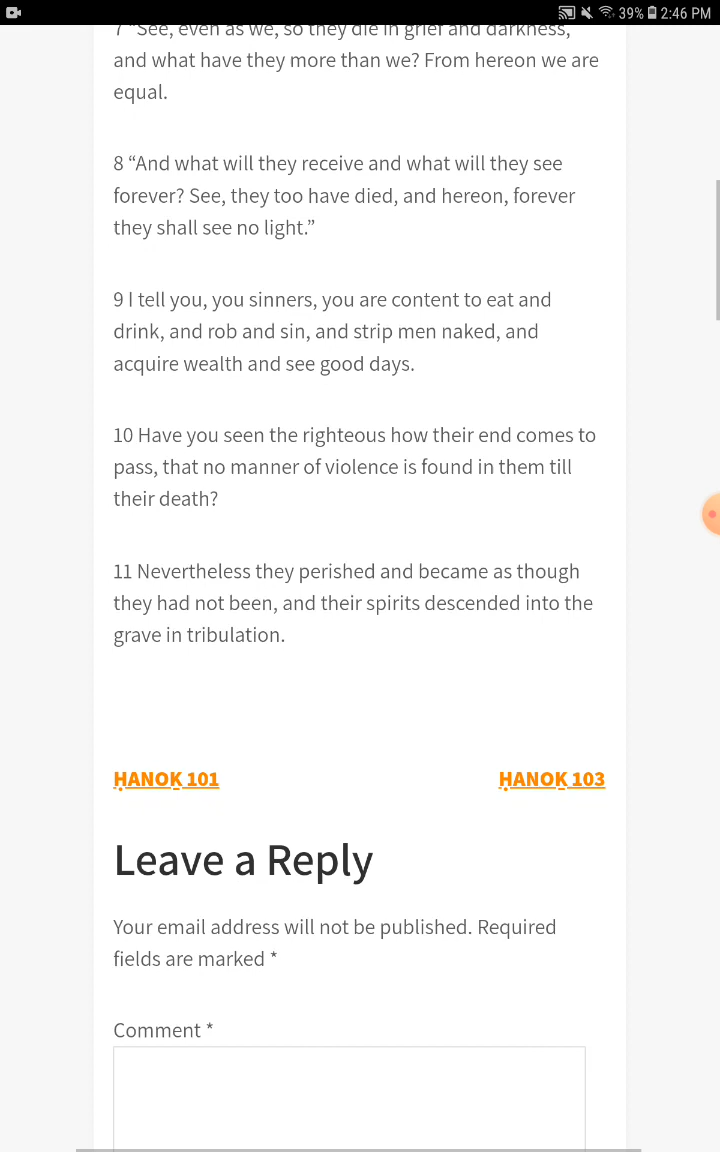 39% 2:46 PM
7 “See, even as we, so they die in grief and darkness,
and what have they more than we? From hereon we are
equal.
8 “And what will they receive and what will they see
forever? See, they too have died, and hereon, forever
they shall see no light.”
9 I tell you, you sinners, you are content to eat and
drink, and rob and sin, and strip men naked, and
acquire wealth and see good days.
10 Have you seen the righteous how their end comes to
pass, that no manner of violence is found in them till
their death?
11 Nevertheless they perished and became as though
they had not been, and their spirits descended into the
grave in tribulation.
ḤANOḴ 101 ḤANOḴ 103
Leave a Reply
Your email address will not be published. Required
fields are marked *
Comment *